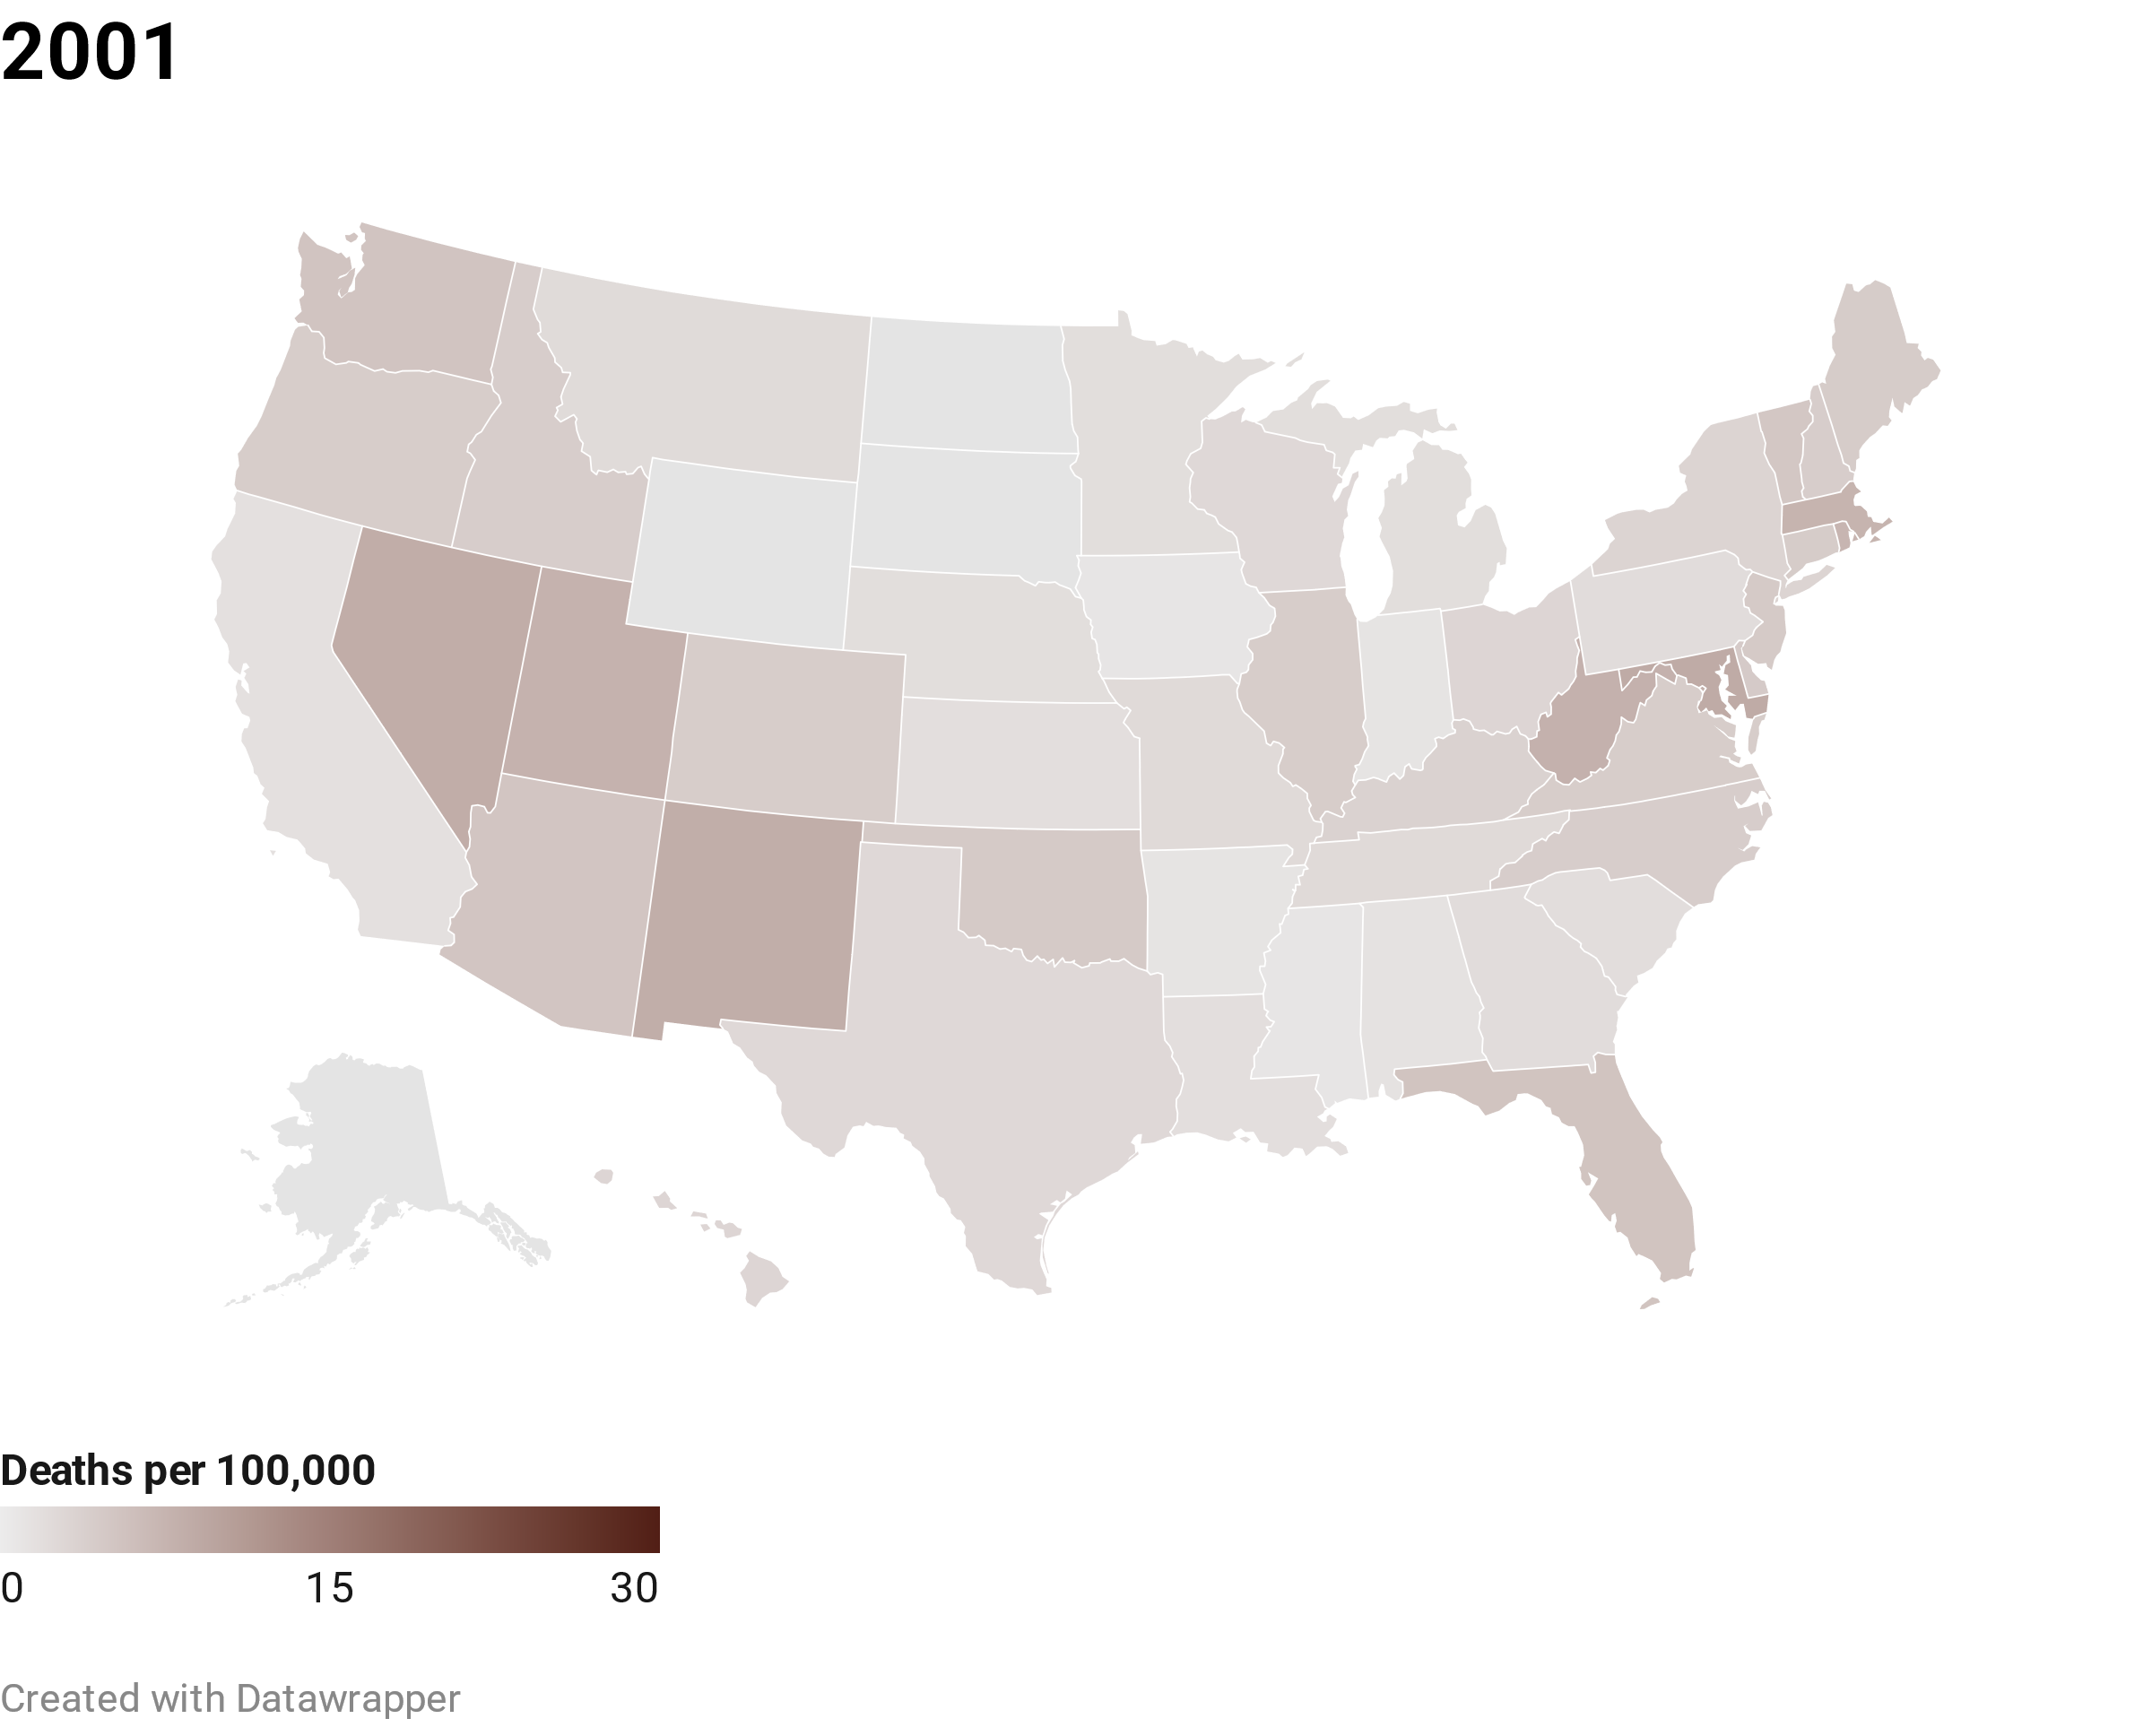 2001
Deaths per 100,000
0 15 30
Created with Datawrapper